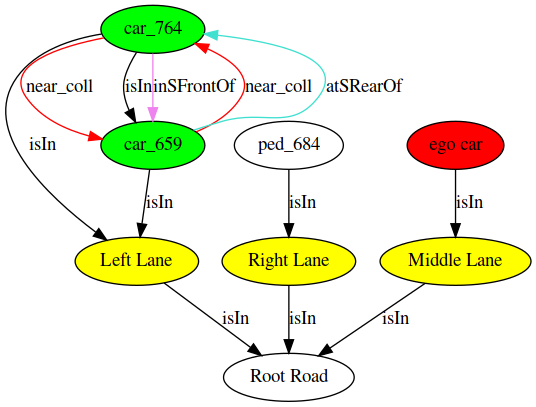 car_764
near_coll
isIn
inSFrontOf
near_coll
atSRearOf
isIn
car_659
ped_684
ego car
isIn
isIn
isIn
Left Lane
Right Lane
Middle Lane
isIn
isIn
isIn
Root Road